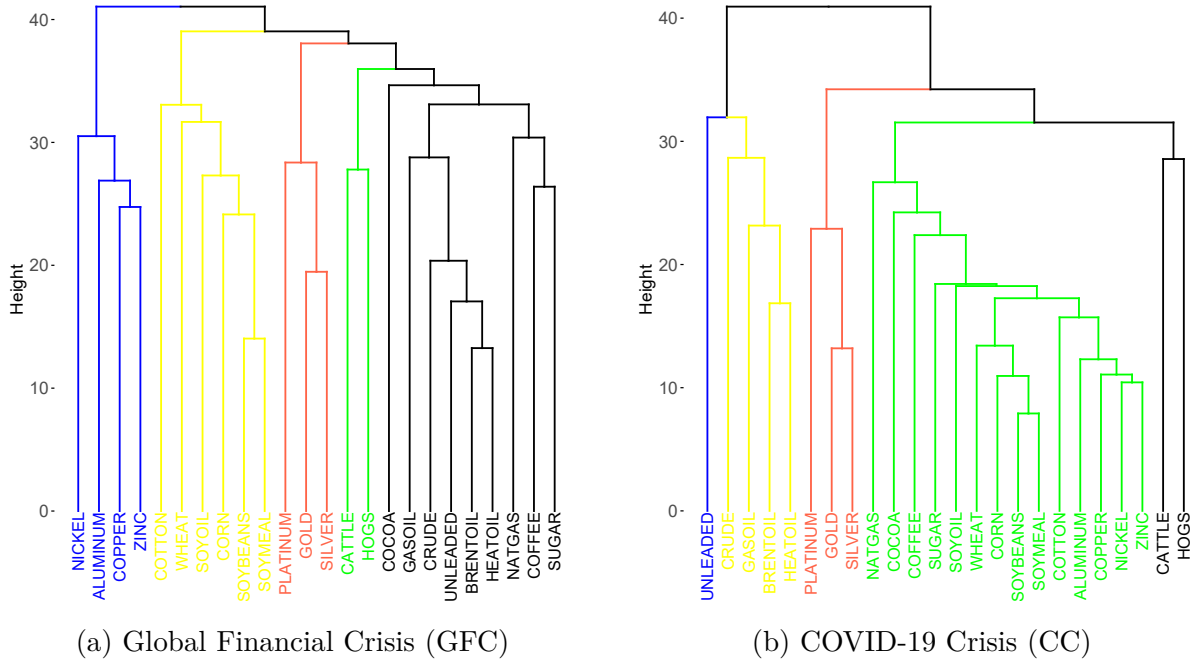 40-
30-
20-
10-
0-
Height
NICKEL
ALUMINUM
COPPER
ZINC
COTTON
WHEAT
SOYOIL
CORN
SOYBEANS
SOYMEAL
PLATINUM
GOLD
SILVER
CATTLE
HOGS
COCOA
GASOIL
CRUDE
UNLEADED
BRENTOIL
HEATOIL
NATGAS
COFFEE
SUGAR
(a) Global Financial Crisis (GFC)
40-
30-
20-
10-
0-
Height
UNLEADED
CRUDE
GASOIL
BRENTOIL
HEATOIL
PLATINUM
GOLD
SILVER
NATGAS
COCOA
COFFEE
SUGAR
SOYOIL
WHEAT
CORN
SOYBEANS
SOYMEAL
COTTON
ALUMINUM
COPPER
NICKEL
ZINC
CATTLE
HOGS
(b) COVID-19 Crisis (CC)